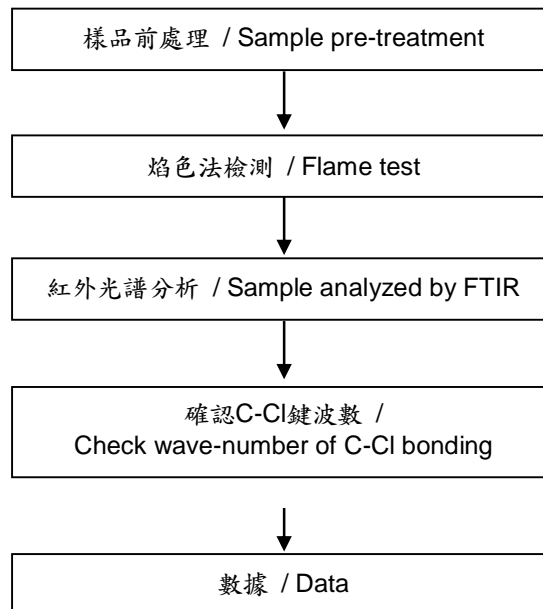 樣品前處理 / Sample pre-treatment
焰色法檢測 / Flame test
紅外光譜分析 / Sample analyzed by FTIR
確認C-Cl鍵波數 /
Check wave-number of C-Cl bonding
數據 / Data